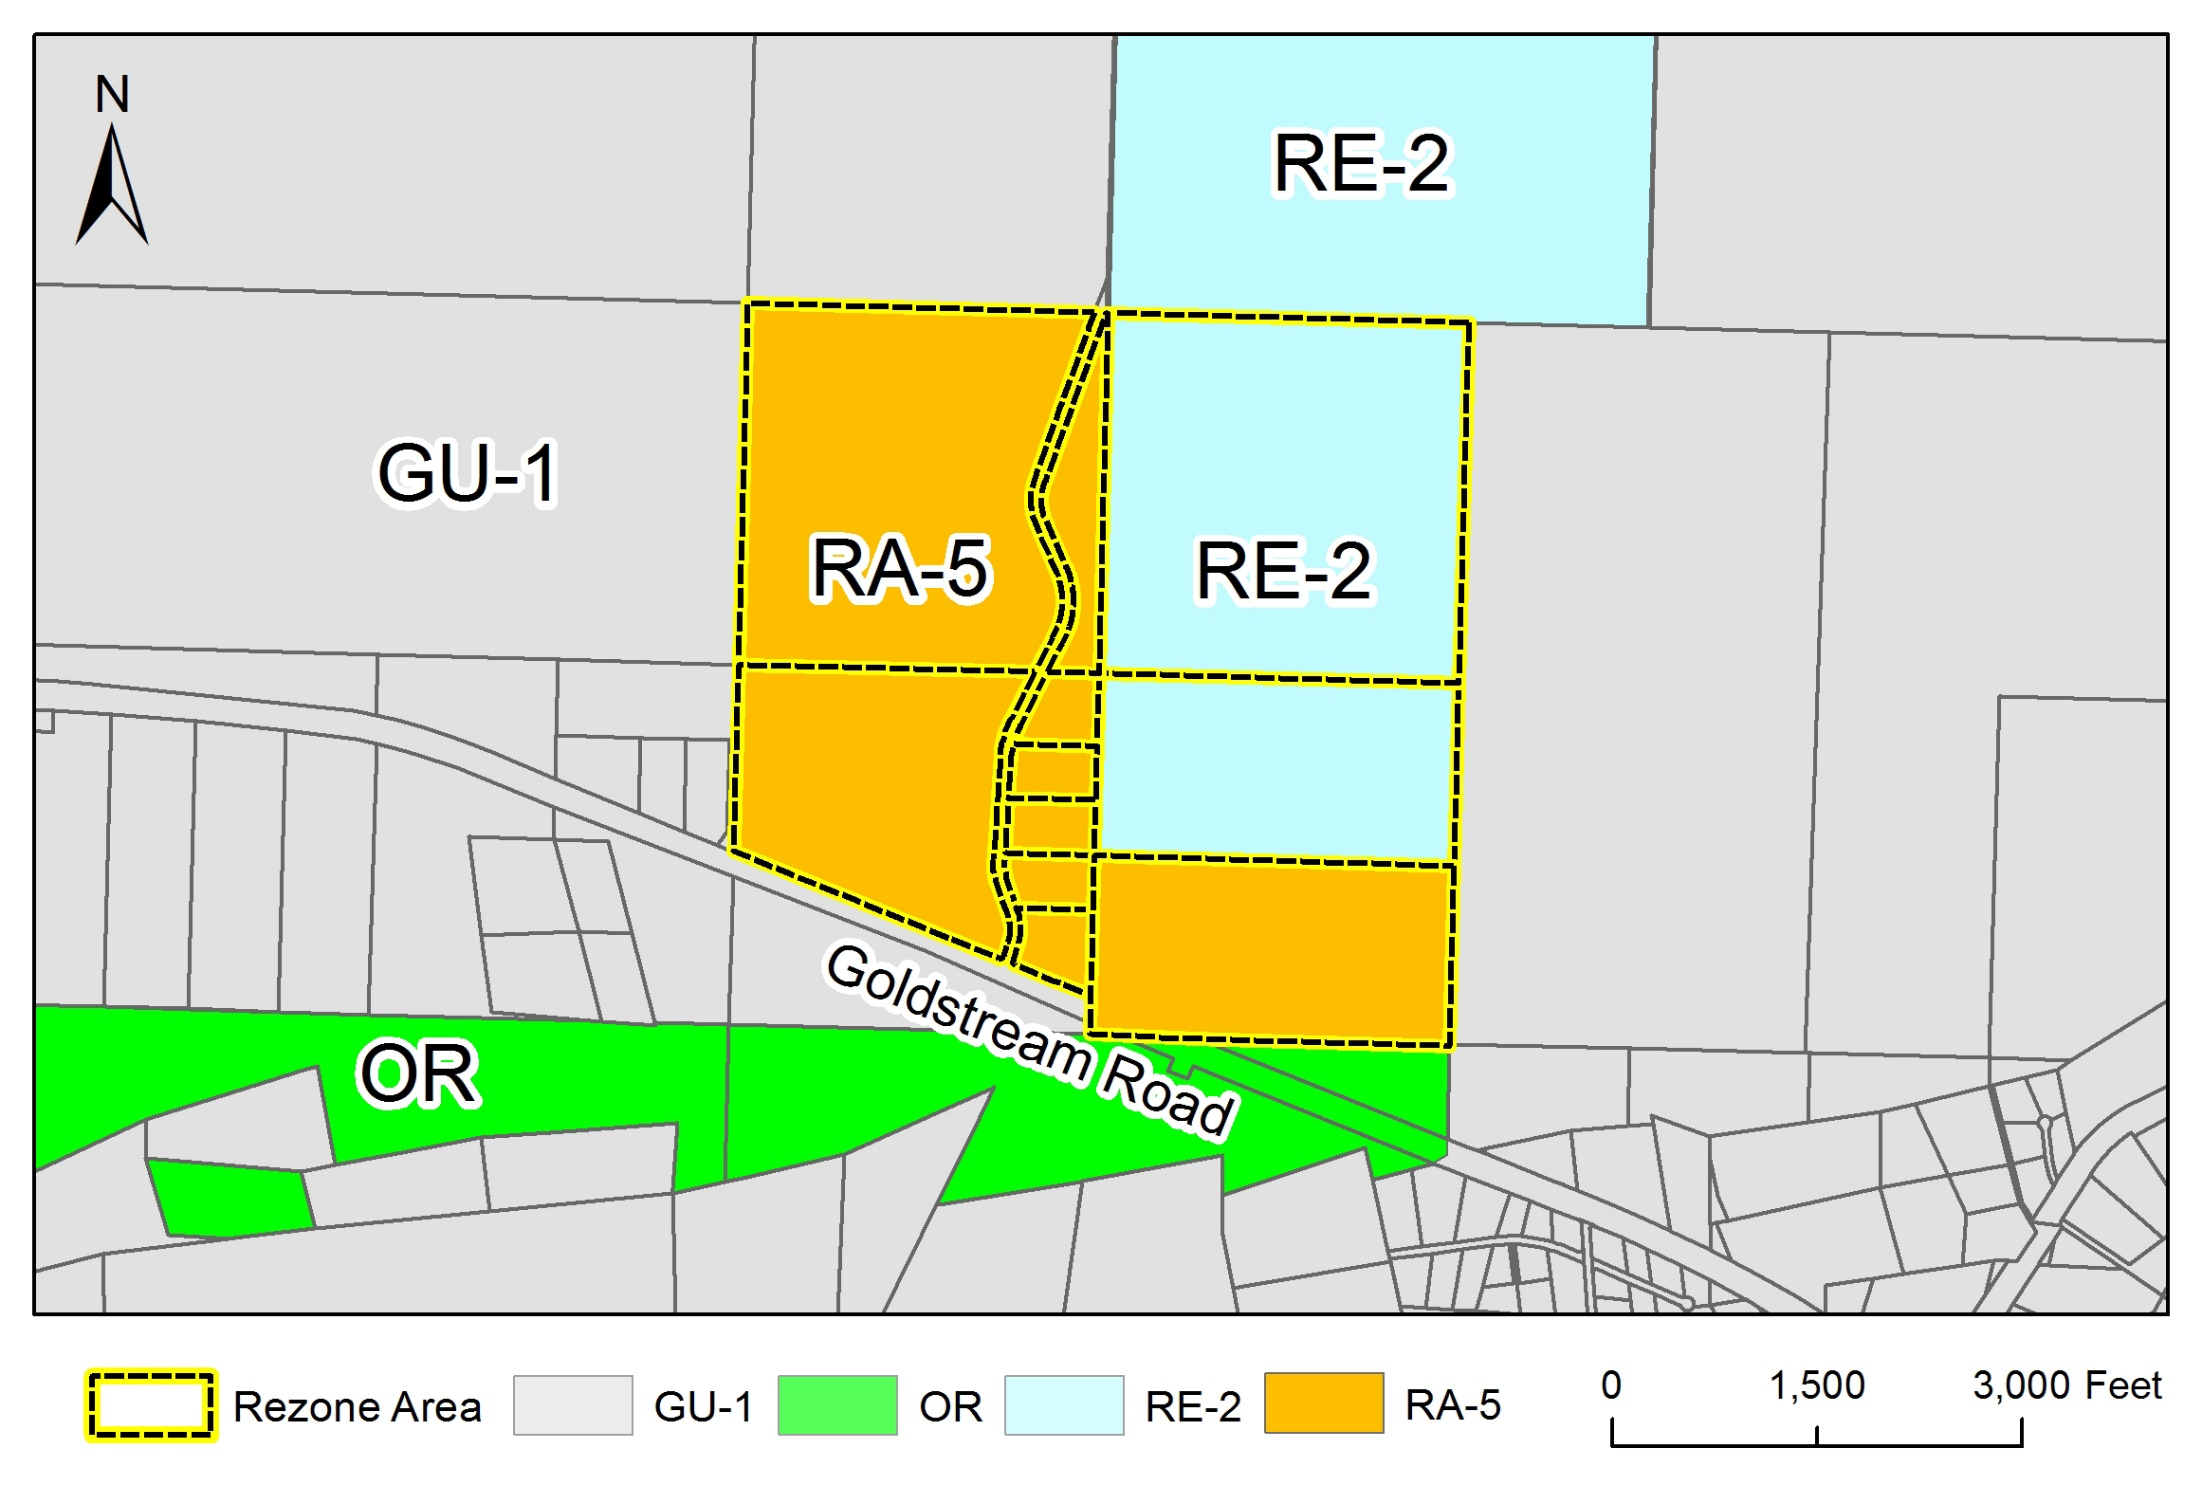 N
RE-2
GU-1
RA-5
RE-2
Goldstream Road
OR
Rezone Area
GU-1
OR
RE-2
RA-5
0
1,500
3,000 Feet